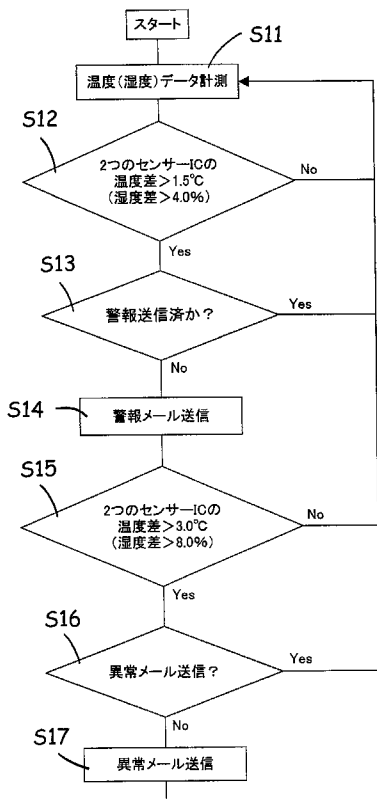 スタート
S11
温度(湿度)データ計測
S12
2つのセンサーICの
温度差>1.5℃
(湿度差>4.0%)
No
Yes
S13
警報送信済か?
Yes
No
S14
警報メール送信
S15
2つのセンサーICの
温度差>3.0℃
(湿度差>8.0%)
No
Yes
S16
異常メール送信?
Yes
No
S17
異常メール送信